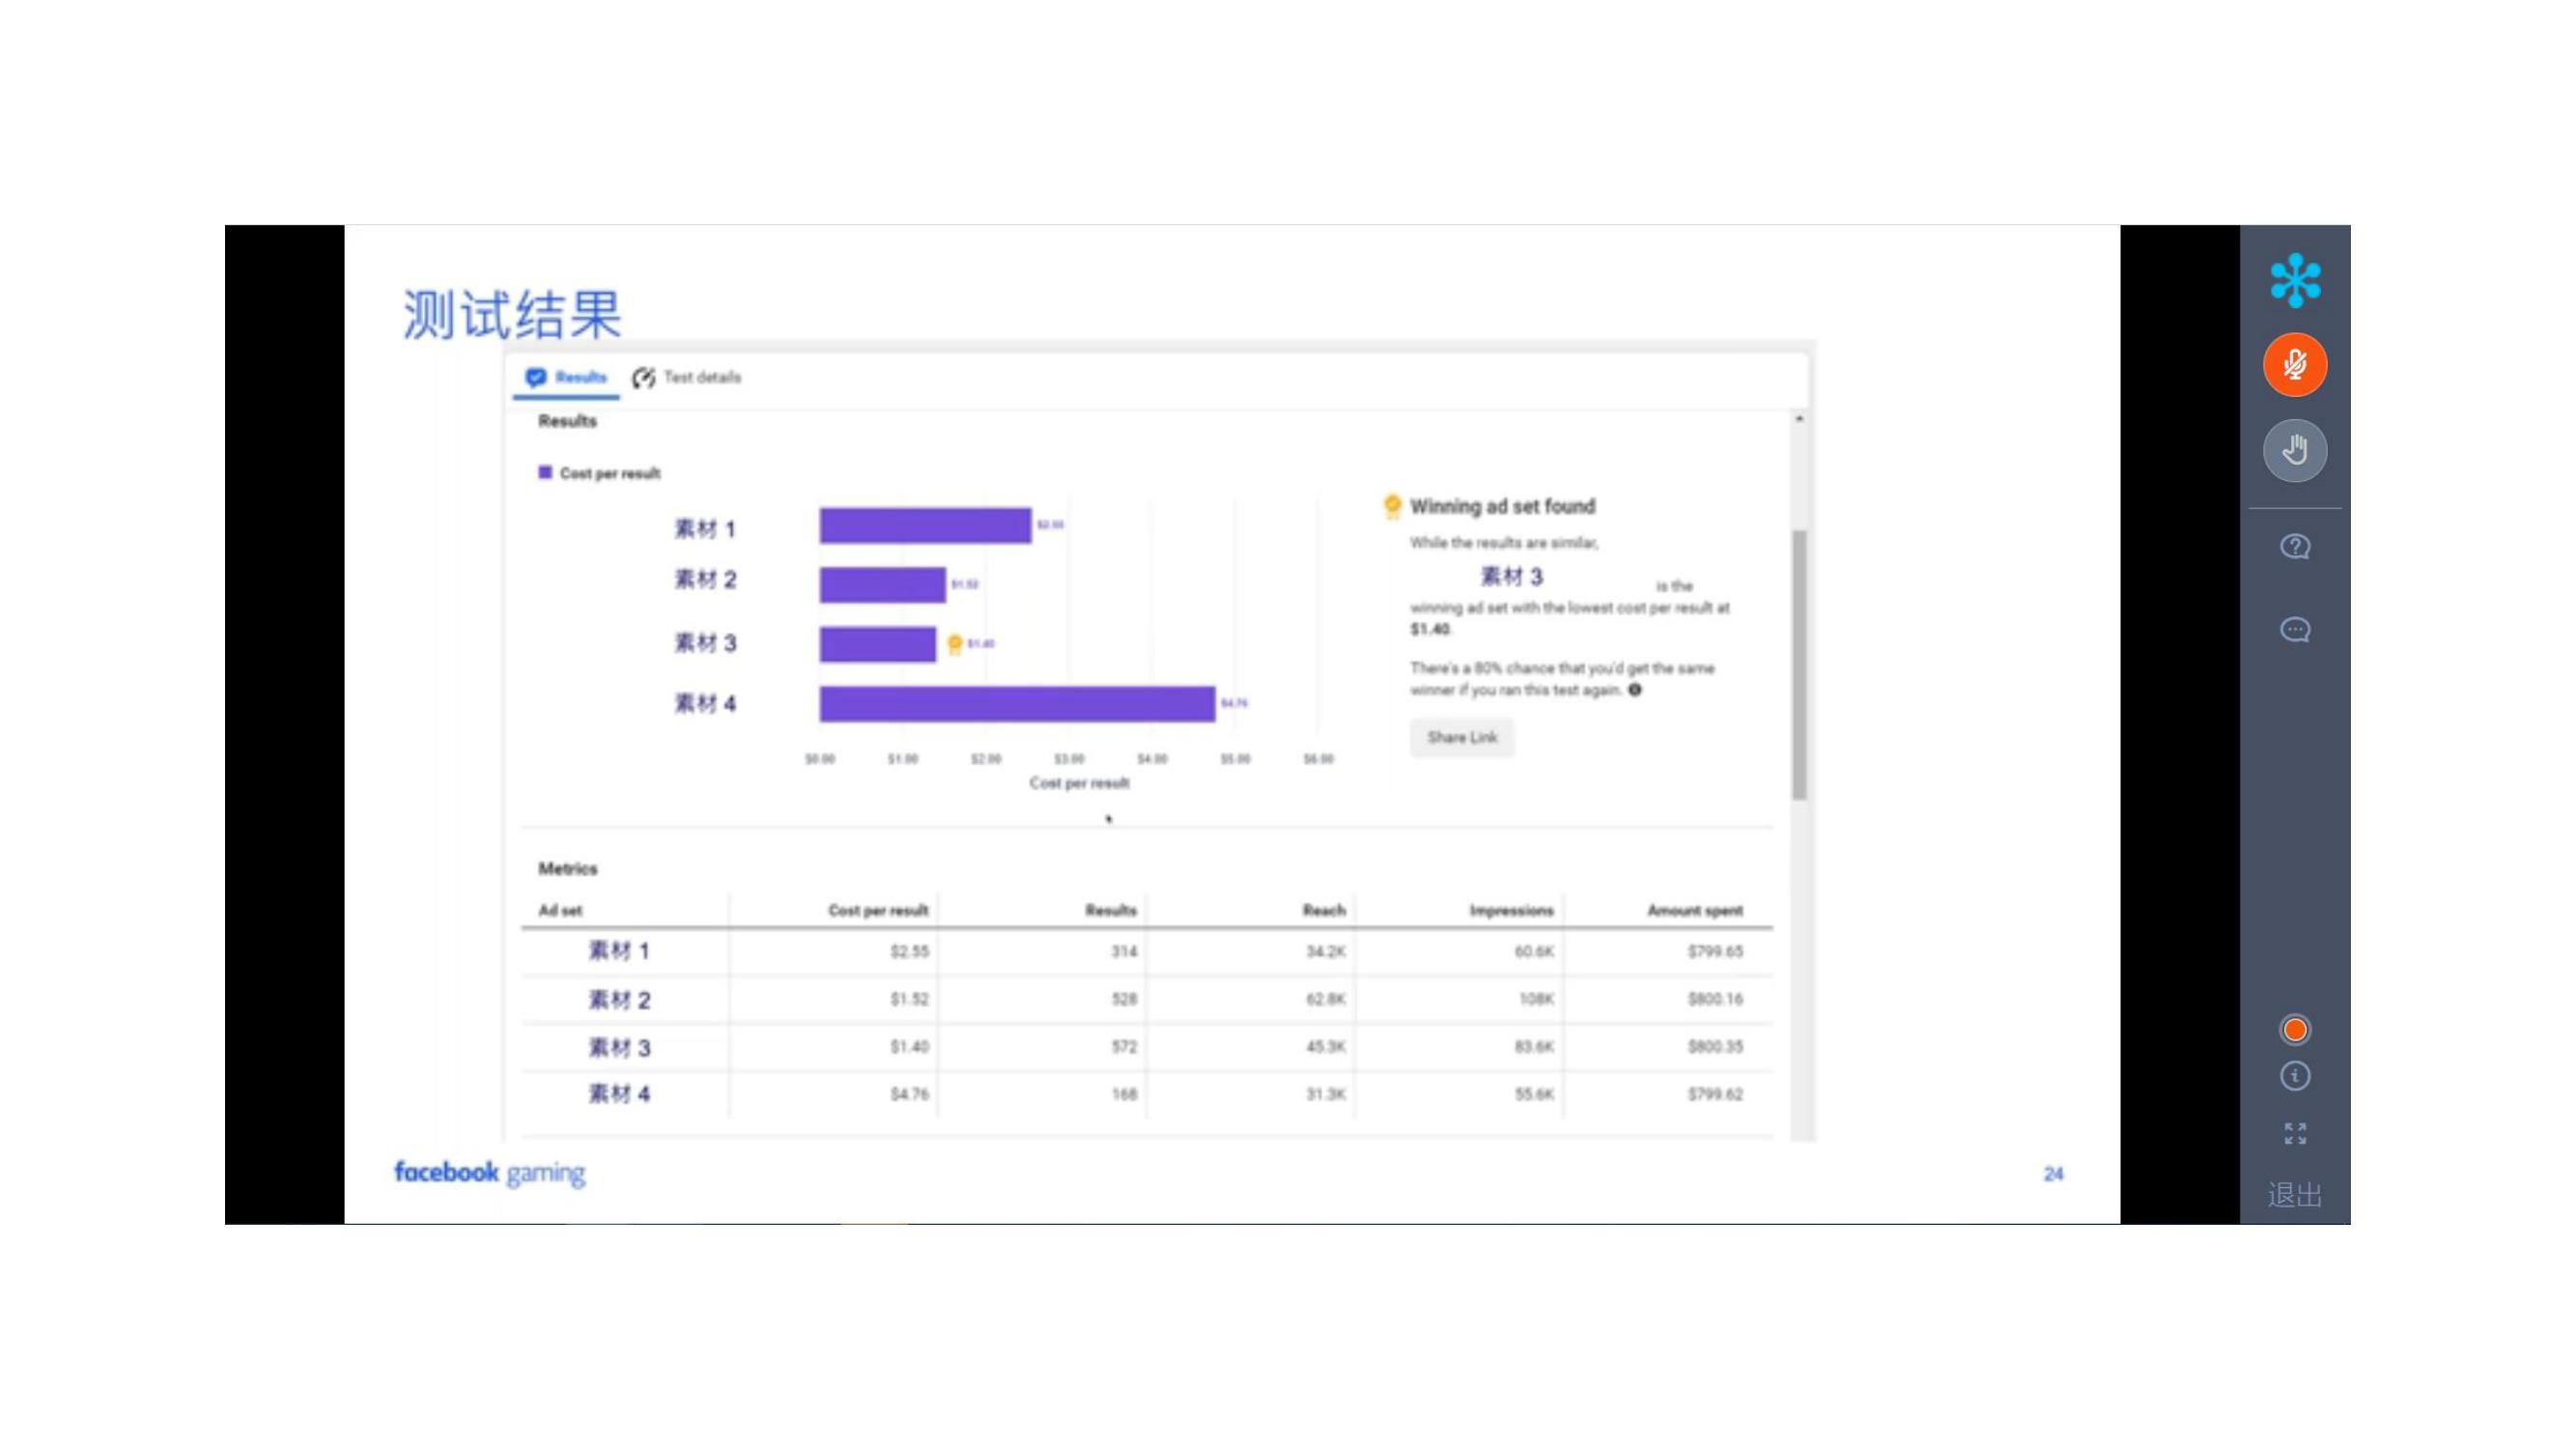 测试结果
Results
Test details
Results
Cost per result
素材 1
$2.55
素材 2
$1.52
素材 3
$1.40
素材 4
$4.76
$0.00 $1.00 $2.00 $3.00 $4.00 $5.00 $6.00
Cost per result
Winning ad set found
While the results are similar,
素材 3
is the
winning ad set with the lowest cost per result at
$1.40.
There's a 80% chance that you'd get the same
winner if you ran this test again.
Share Link
Metrics
Ad set Cost per result Results Reach Impressions Amount spent
素材 1 $2.55 314 34.2K 60.6K $799.65
素材 2 $1.52 528 62.8K 108K $800.16
素材 3 $1.40 572 45.3K 83.6K $800.35
素材 4 $4.76 168 31.3K 55.6K $799.62
facebook gaming
24
退出